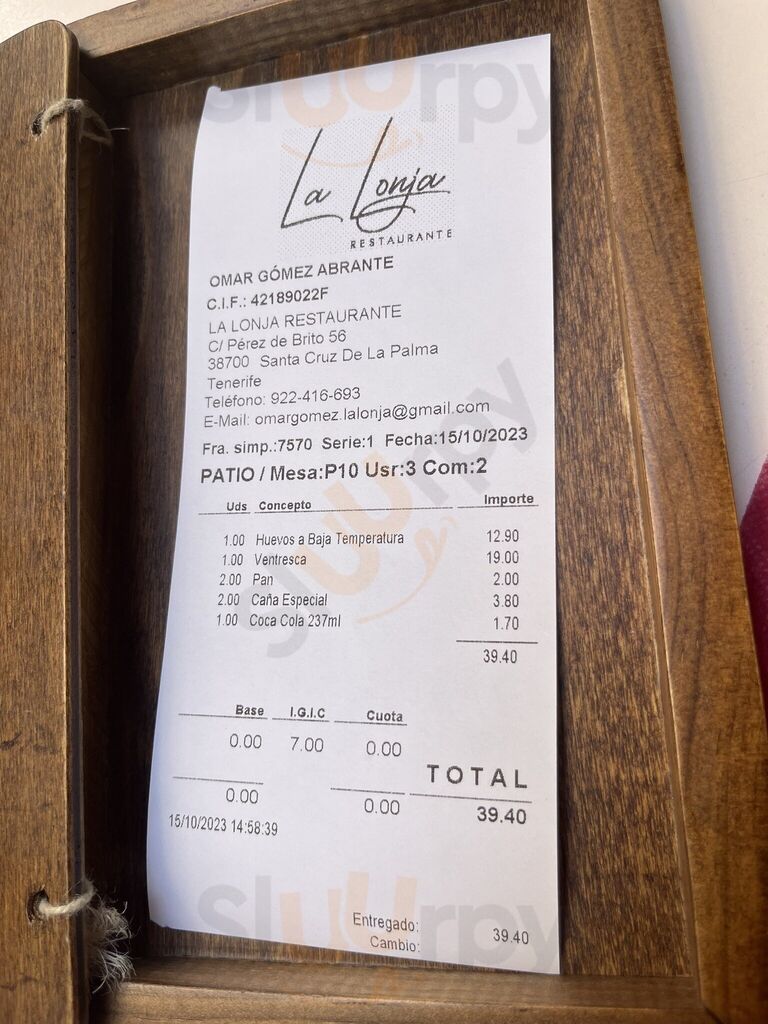 La Lonja
RESTAURANTE
OMAR GÓMEZ ABRANTE
C.I.F.: 42189022F
LA LONJA RESTAURANTE
C/ Pérez de Brito 56
38700 Santa Cruz De La Palma
Tenerife
Teléfono: 922-416-693
E-Mail: omargomez.lalonja@gmail.com
Fra. simp.:7570 Serie:1 Fecha:15/10/2023
PATIO / Mesa:P10 Usr:3 Com:2
Uds Concepto Importe
1.00 Huevos a Baja Temperatura 12.90
1.00 Ventresca 19.00
2.00 Pan 2.00
2.00 Caña Especial 3.80
1.00 Coca Cola 237ml 1.70
39.40
Base I.G.I.C Cuota
0.00 7.00 0.00
TOTAL
0.00 0.00 39.40
15/10/2023 14:58:39
Entregado: 39.40
Cambio:
sluurpy
sluurpy
sluurpy